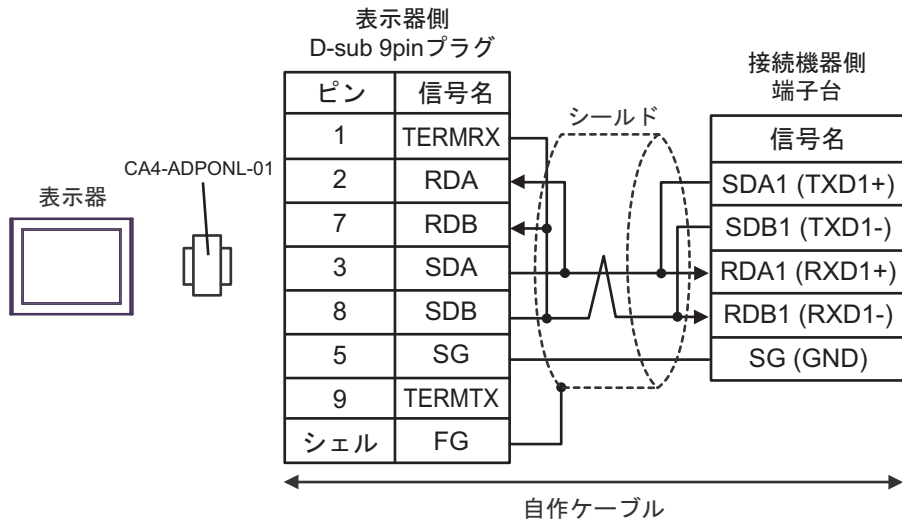 表示器側
D-sub 9pinプラグ
接続機器側
端子台
ピン 信号名
シールド
信号名
1 TERMRX
CA4-ADPONL-01
表示器
2 RDA
SDA1 (TXD1+)
7 RDB
SDB1 (TXD1-)
3 SDA
RDA1 (RXD1+)
8 SDB
RDB1 (RXD1-)
5 SG
SG (GND)
9 TERMTX
シェル FG
自作ケーブル